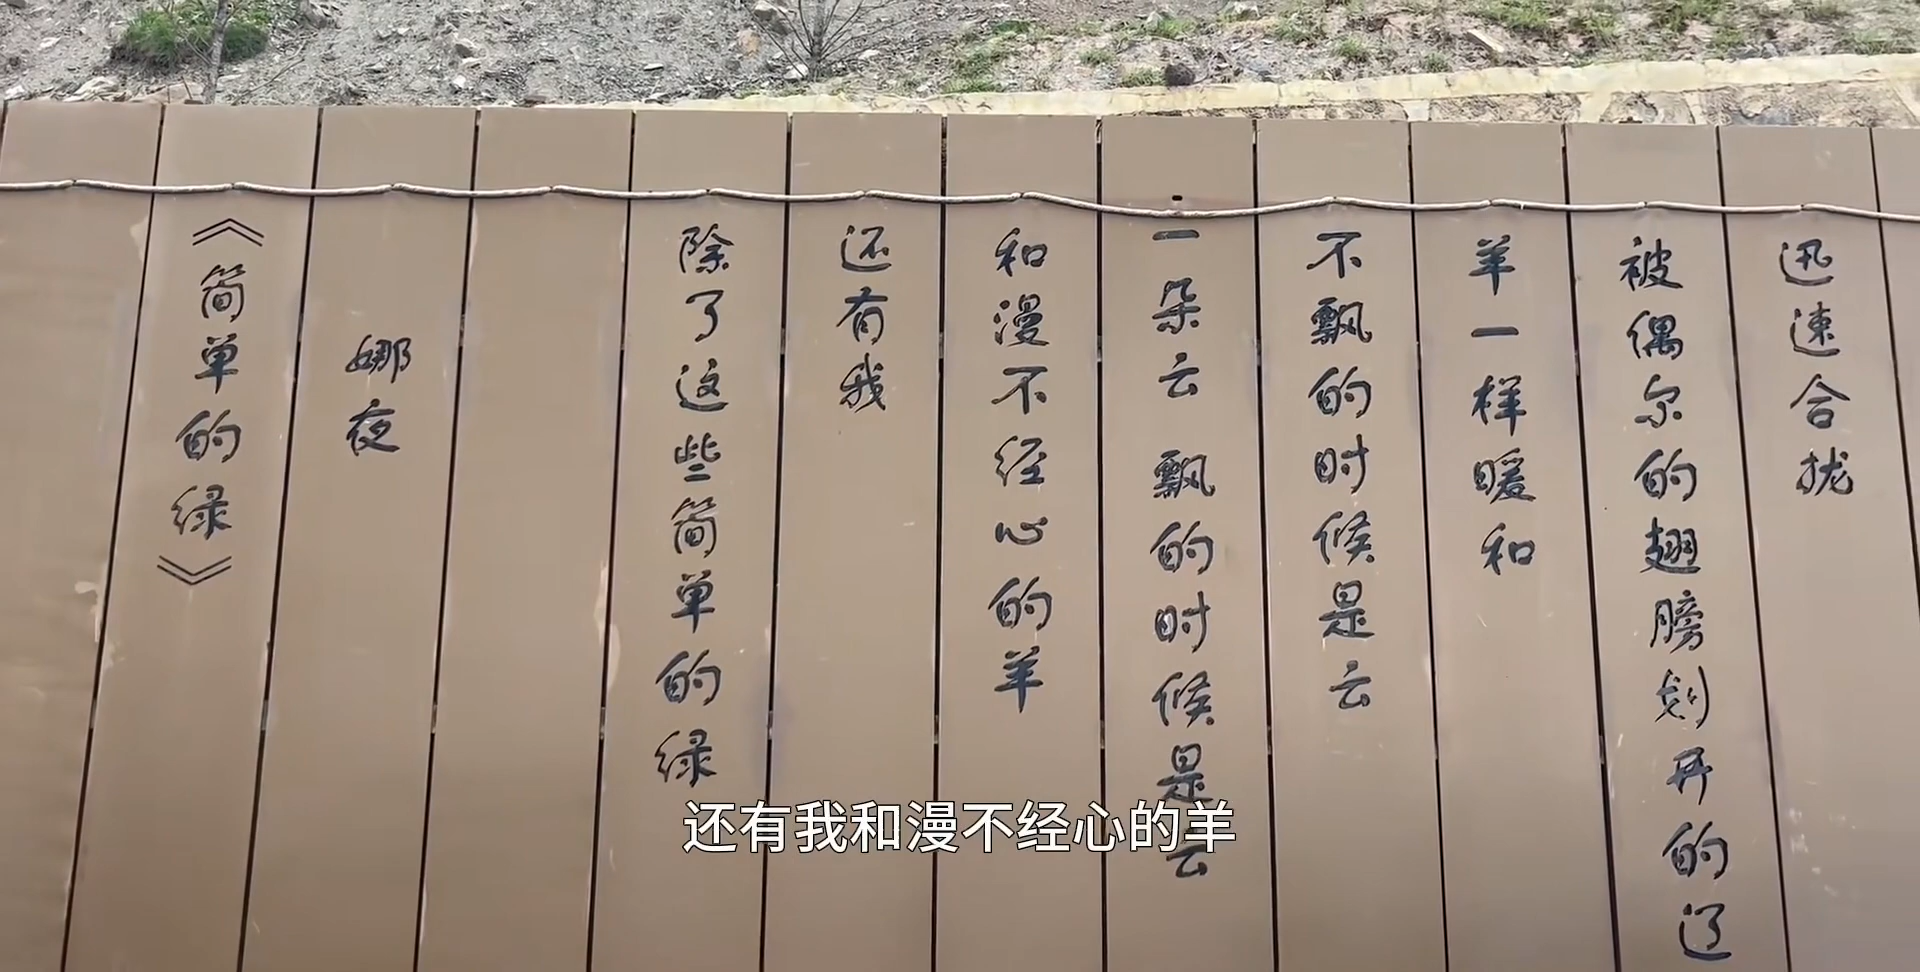 《简单的绿》
娜夜
除了这些简单的绿
还有我
和漫不经心的羊
一朵云 飘的时候是云
不飘的时候是云
羊一样暖和
被偶尔的翅膀划开的辽
迅速合拢
还有我和漫不经心的羊